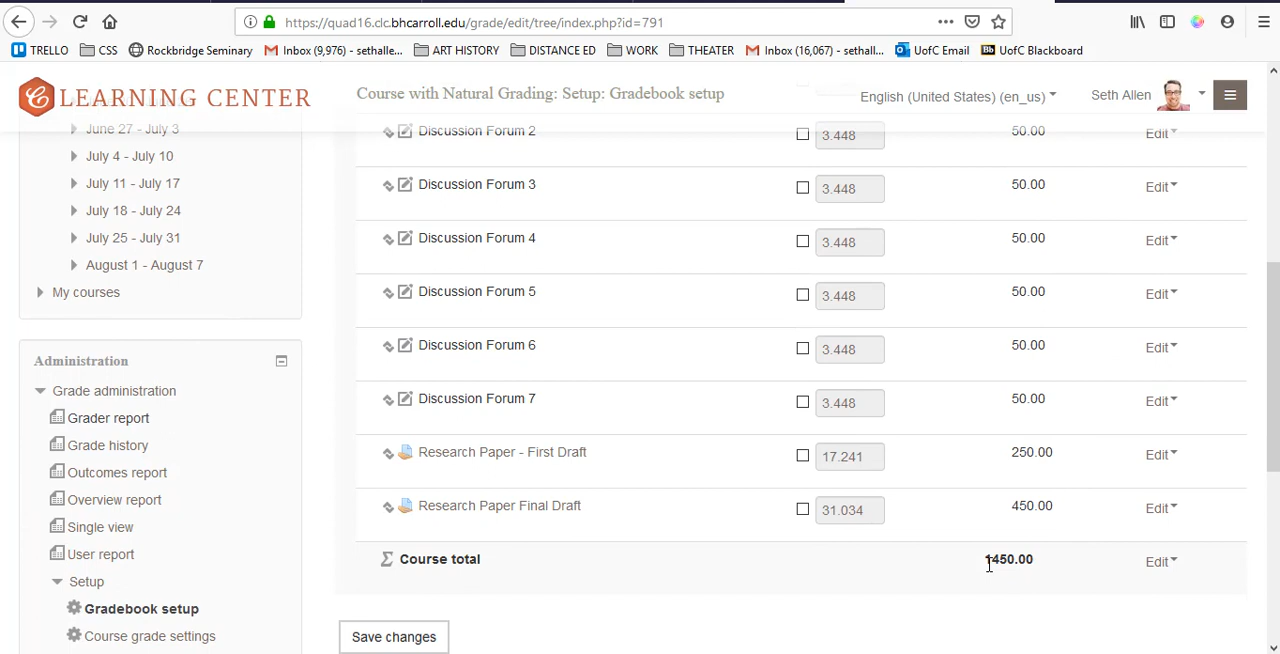 https://quad16.clc.bhcarroll.edu/grade/edit/tree/index.php?id=791
TRELLO CSS Rockbridge Seminary Inbox (9,976) - sethalle... ART HISTORY DISTANCE ED WORK THEATER Inbox (16,067) - sethall... UofC Email Bb UofC Blackboard
LEARNING CENTER
Course with Natural Grading: Setup: Gradebook setup
English (United States) (en_us)
Seth Allen
June 27 - July 3
July 4 - July 10
July 11 - July 17
July 18 - July 24
July 25 - July 31
August 1 - August 7
My courses
Administration
Grade administration
Grader report
Grade history
Outcomes report
Overview report
Single view
User report
Setup
Gradebook setup
Course grade settings
Discussion Forum 2 3.448 50.00 Edit
Discussion Forum 3 3.448 50.00 Edit
Discussion Forum 4 3.448 50.00 Edit
Discussion Forum 5 3.448 50.00 Edit
Discussion Forum 6 3.448 50.00 Edit
Discussion Forum 7 3.448 50.00 Edit
Research Paper - First Draft 17.241 250.00 Edit
Research Paper Final Draft 31.034 450.00 Edit
Course total 1450.00 Edit
Save changes